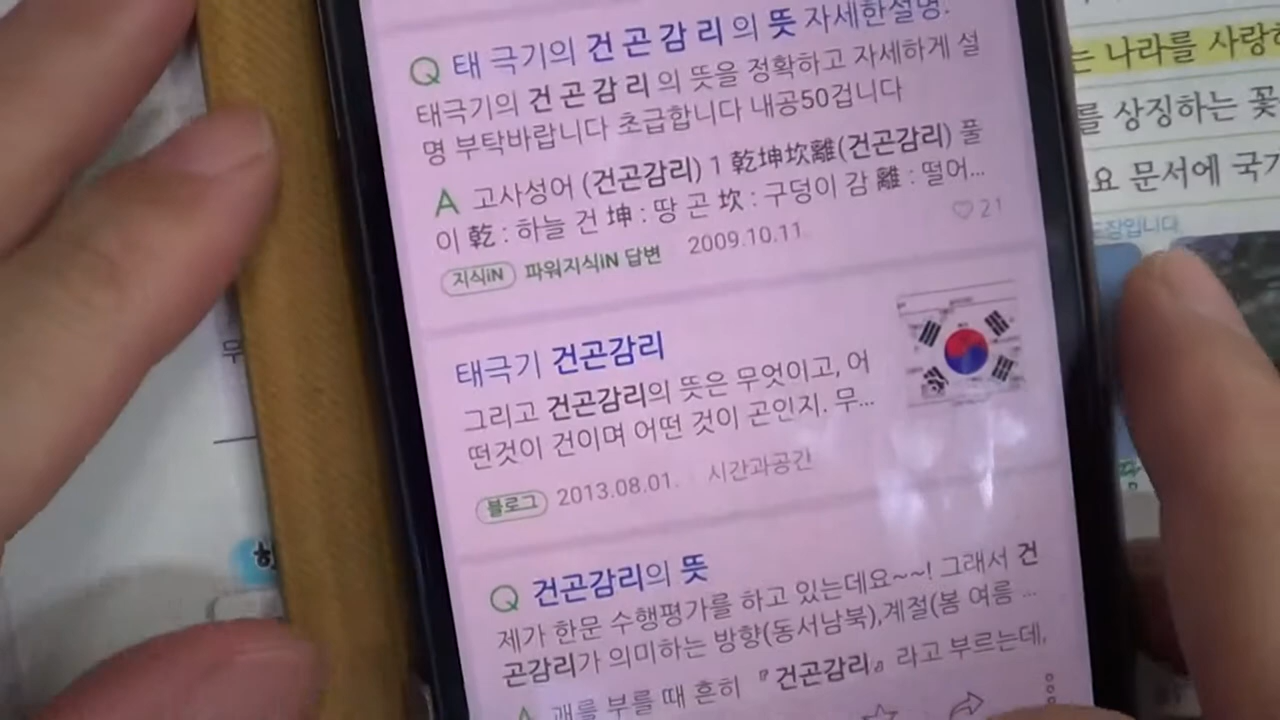 Q 태 극기의 건 곤 감 리 의 뜻 자세한설명.
태극기의 건 곤 감 리 의 뜻을 정확하고 자세하게 설
명 부탁바랍니다 초급합니다 내공50겁니다
A 고사성어 (건곤감리) 1 乾坤坎離(건곤감리) 풀
이 乾 : 하늘 건 坤 : 땅 곤 坎 : 구덩이 감 離 : 떨어...
지식iN 파워지식iN 답변 2009.10.11. ♡ 21
태극기 건곤감리
그리고 건곤감리의 뜻은 무엇이고, 어
떤것이 건이며 어떤 것이 곤인지. 무...
블로그 2013.08.01. 시간과공간
Q 건곤감리의 뜻
제가 한문 수행평가를 하고 있는데요~~! 그래서 건
곤감리가 의미하는 방향(동서남북),계절(봄 여름 ...
A 괘를 부를 때 흔히 『건곤감리』라고 부르는데,
는 나라를
를 상징하는 꽃
요 문서에